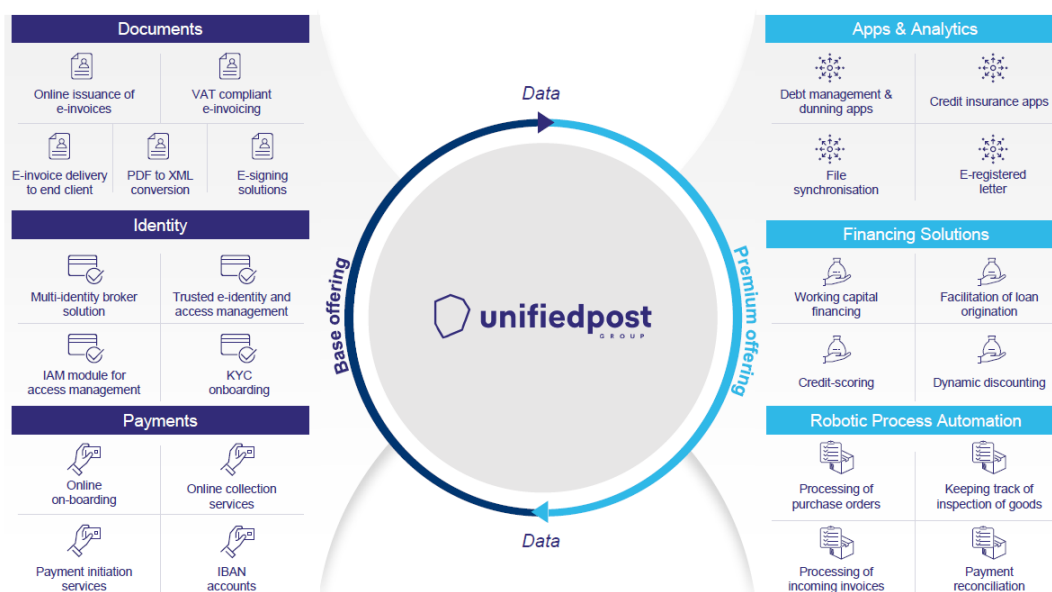 Documents
Online issuance of
e-invoices
VAT compliant
e-invoicing
E-invoice delivery
to end client
PDF to XML
conversion
E-signing
solutions
Identity
Multi-identity broker
solution
Trusted e-identity and
access management
IAM module for
access management
KYC
onboarding
Payments
Online
on-boarding
Online collection
services
Payment initiation
services
IBAN
accounts
Data
Base offering
unifiedpost
GROUP
Premium offering
Data
Apps & Analytics
Debt management &
dunning apps
Credit insurance apps
File
synchronisation
E-registered
letter
Financing Solutions
Working capital
financing
Facilitation of loan
origination
Credit-scoring
Dynamic discounting
Robotic Process Automation
Processing of
purchase orders
Keeping track of
inspection of goods
Processing of
incoming invoices
Payment
reconciliation